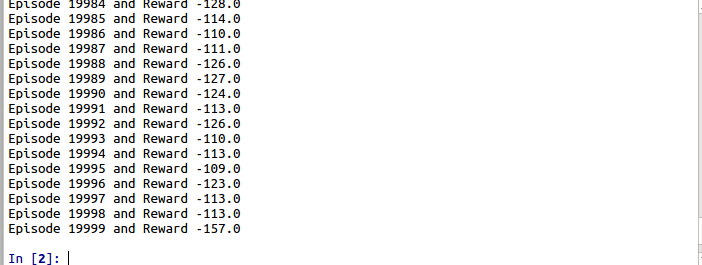 Episode 19984 and Reward -128.0
Episode 19985 and Reward -114.0
Episode 19986 and Reward -110.0
Episode 19987 and Reward -111.0
Episode 19988 and Reward -126.0
Episode 19989 and Reward -127.0
Episode 19990 and Reward -124.0
Episode 19991 and Reward -113.0
Episode 19992 and Reward -126.0
Episode 19993 and Reward -110.0
Episode 19994 and Reward -113.0
Episode 19995 and Reward -109.0
Episode 19996 and Reward -123.0
Episode 19997 and Reward -113.0
Episode 19998 and Reward -113.0
Episode 19999 and Reward -157.0
In [2]: